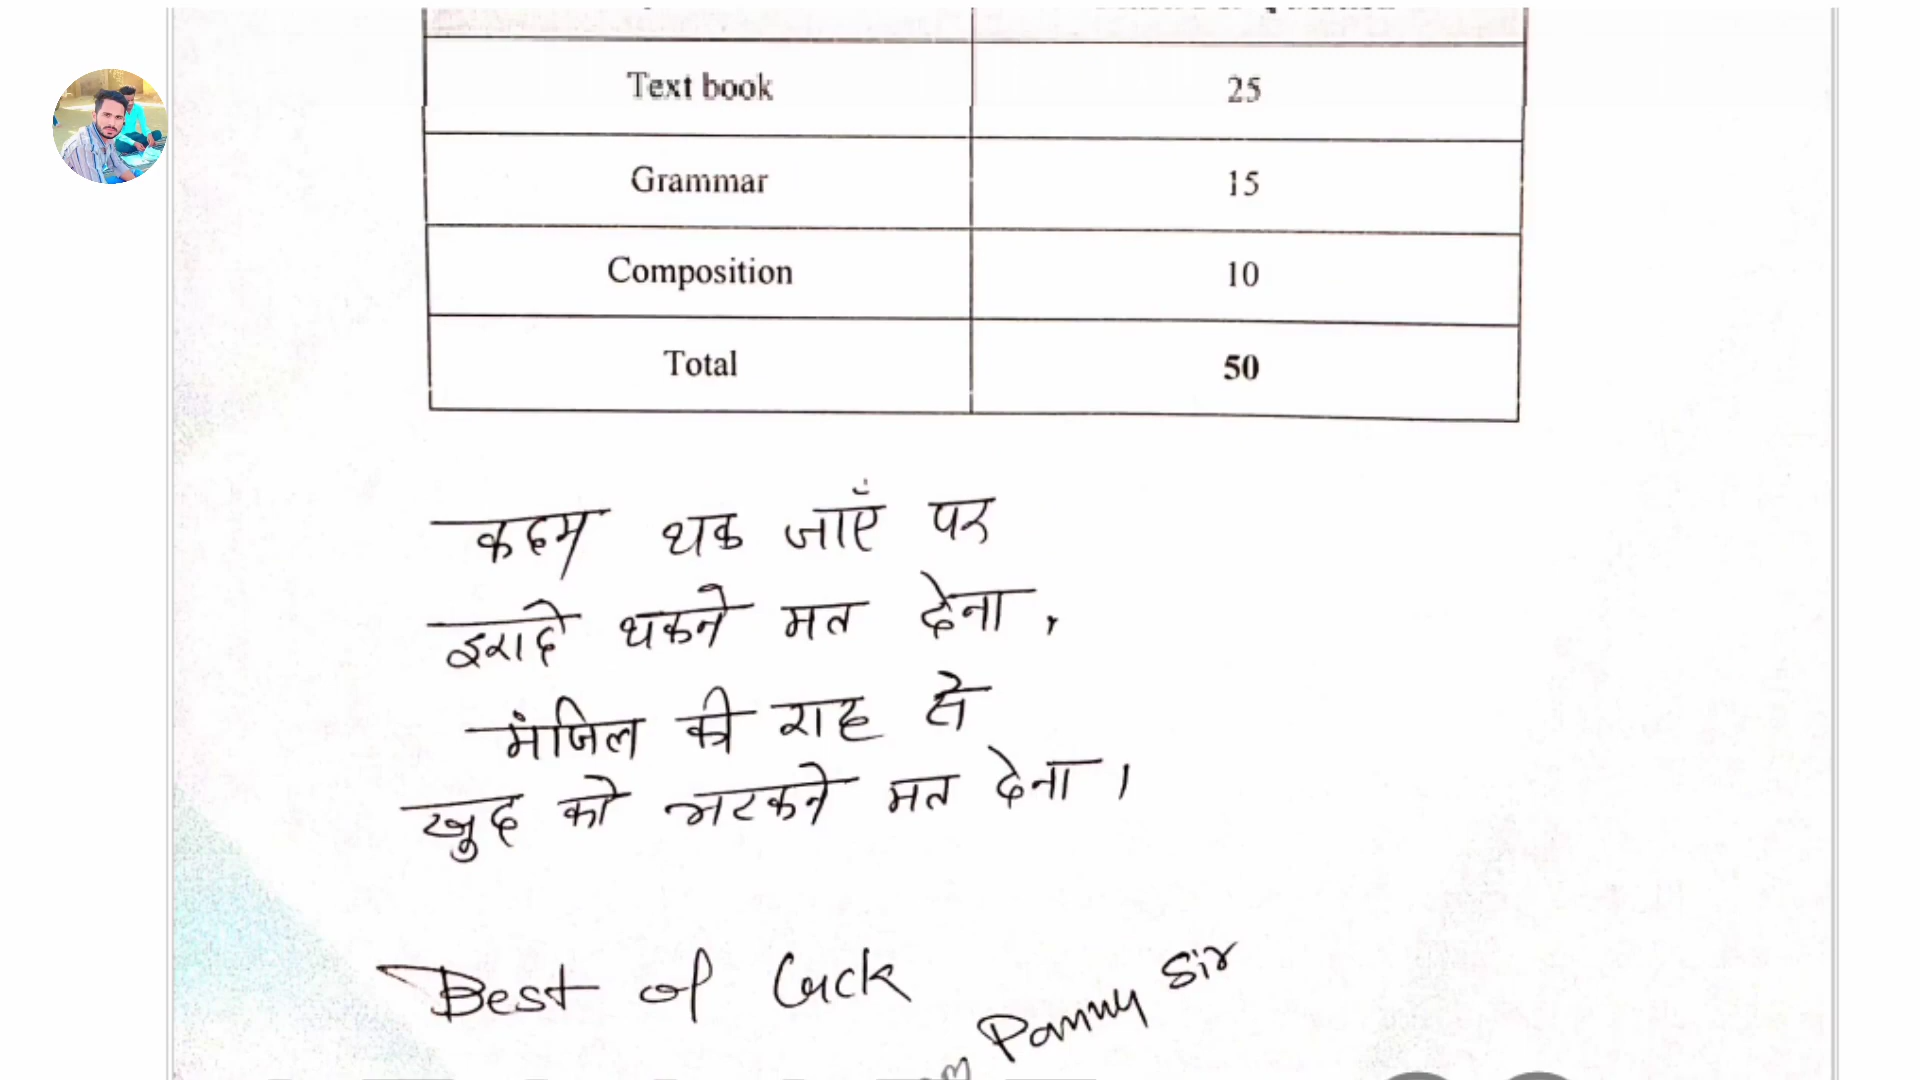 Text book 25
Grammar 15
Composition 10
Total 50
कदम थक जाएँ पर
इरादे थकने मत देना,
मंजिल की राह से
खुद को भटकने मत देना।
Best of Luck
Pammy Sir